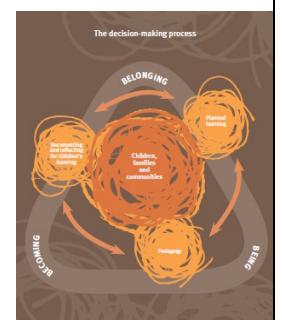 The decision-making process
BELONGING
Planned
learning
Documenting
and reflecting
for children's
learning
Children,
families
and
communities
Pedagogy
BECOMING
BEING